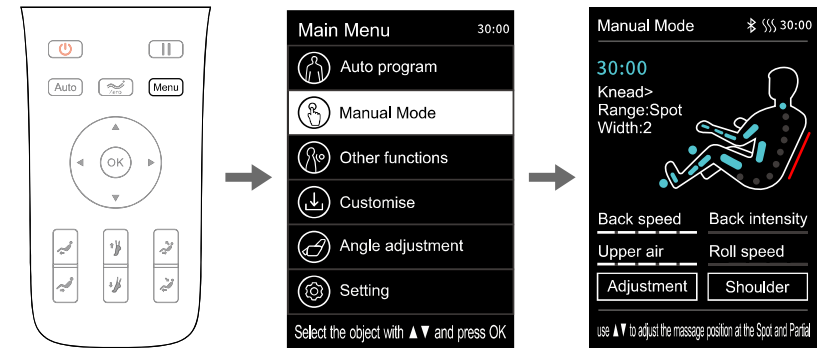 Auto
Menu
OK
Main Menu 30:00
Auto program
Manual Mode
Other functions
Customise
Angle adjustment
Setting
Select the object with ▲▼ and press OK
Manual Mode 30:00
30:00
Knead>
Range:Spot
Width:2
Back speed Back intensity
Upper air Roll speed
Adjustment Shoulder
use ▲▼ to adjust the massage position at the Spot and Partial